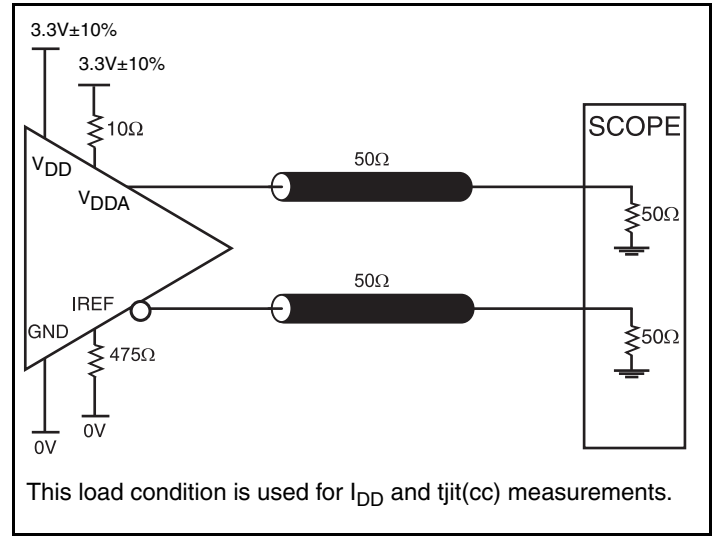 3.3V±10%
3.3V±10%
10Ω
SCOPE
VDD
50Ω
VDDA
50Ω
50Ω
IREF
GND
50Ω
475Ω
0V
0V
This load condition is used for IDD and tjit(cc) measurements.